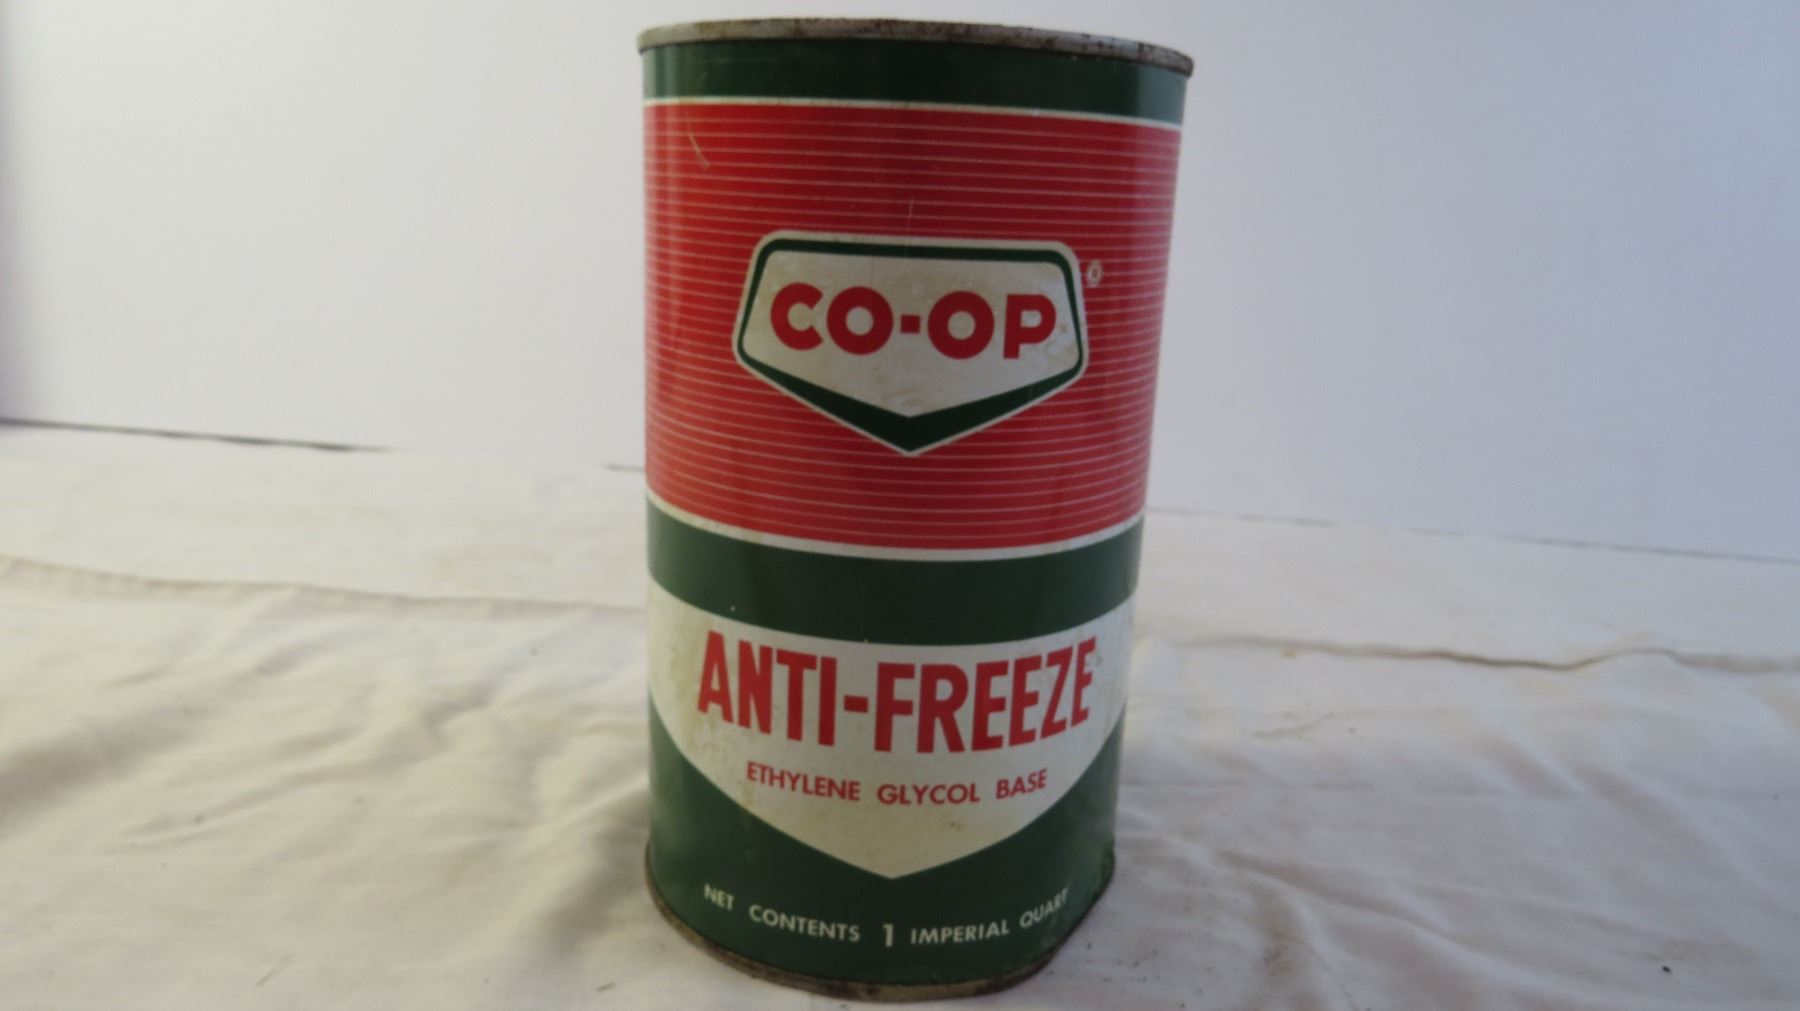 CO-OP ®
ANTI-FREEZE
ETHYLENE GLYCOL BASE
NET CONTENTS 1 IMPERIAL QUART